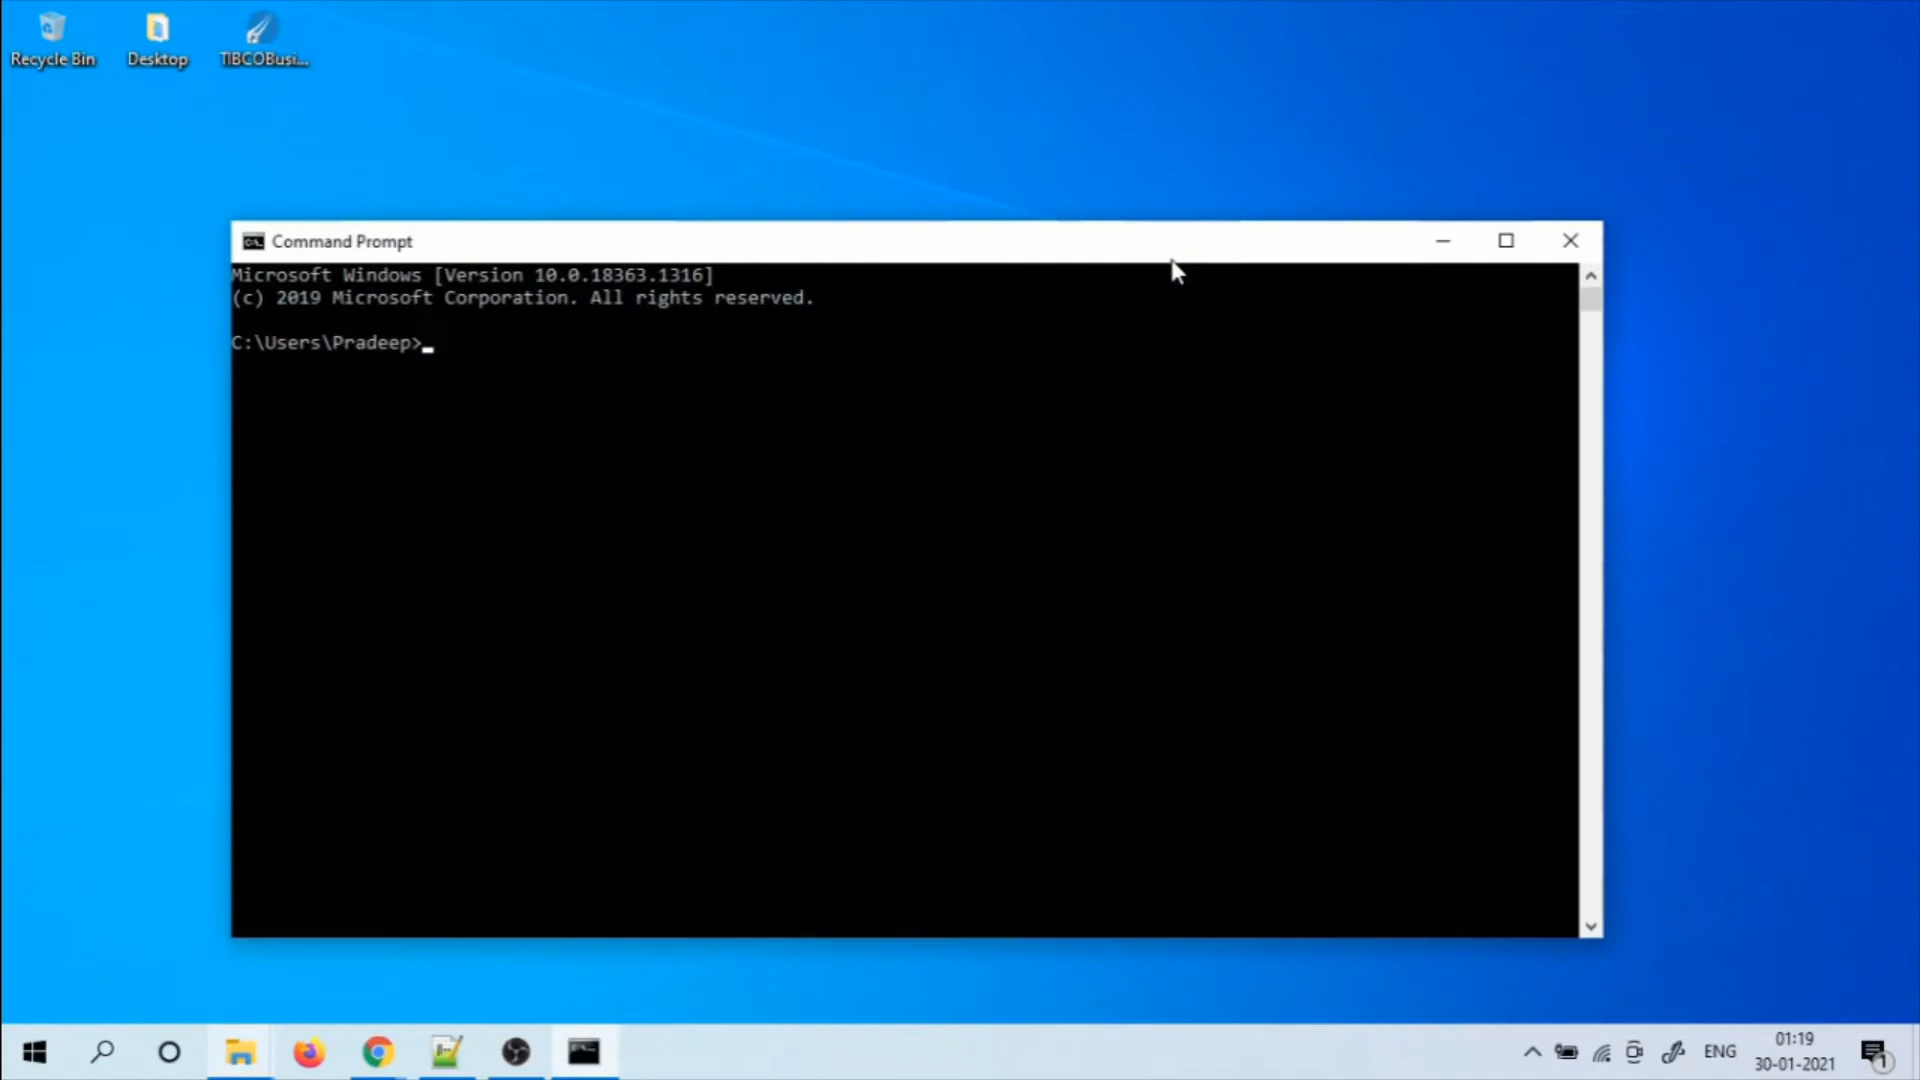 Recycle Bin
Desktop
TIBCOBusi...
Command Prompt
Microsoft Windows [Version 10.0.18363.1316]
(c) 2019 Microsoft Corporation. All rights reserved.
C:\Users\Pradeep>
ENG
01:19
30-01-2021
1